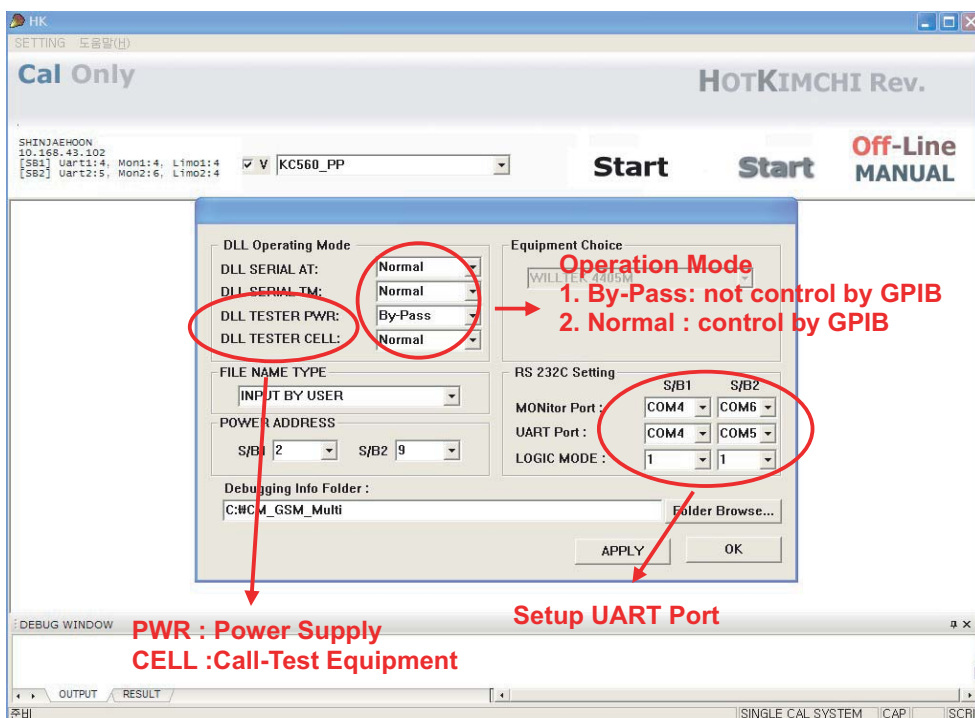 HK
SETTING 도움말(H)
Cal Only
HOTKIMCHI Rev.
SHINJAEHOON
10.168.43.102
[SB1] Uart1:4, Mon1:4, Limo1:4
[SB2] Uart2:5, Mon2:6, Limo2:4
V KC560_PP
Start
Start
Off-Line
MANUAL
DLL Operating Mode
DLL SERIAL AT: Normal
DLL SERIAL TM: Normal
DLL TESTER PWR: By-Pass
DLL TESTER CELL: Normal
Equipment Choice
WILLTEK 4405M
Operation Mode
1. By-Pass: not control by GPIB
2. Normal : control by GPIB
FILE NAME TYPE
INPUT BY USER
POWER ADDRESS
S/B1 2 S/B2 9
RS 232C Setting
S/B1 S/B2
MONitor Port : COM4 COM6
UART Port : COM4 COM5
LOGIC MODE : 1 1
Debugging Info Folder :
C:₩CM_GSM_Multi
Folder Browse...
APPLY OK
Setup UART Port
DEBUG WINDOW
PWR : Power Supply
CELL :Call-Test Equipment
OUTPUT RESULT
준비
SINGLE CAL SYSTEM CAP SCRL